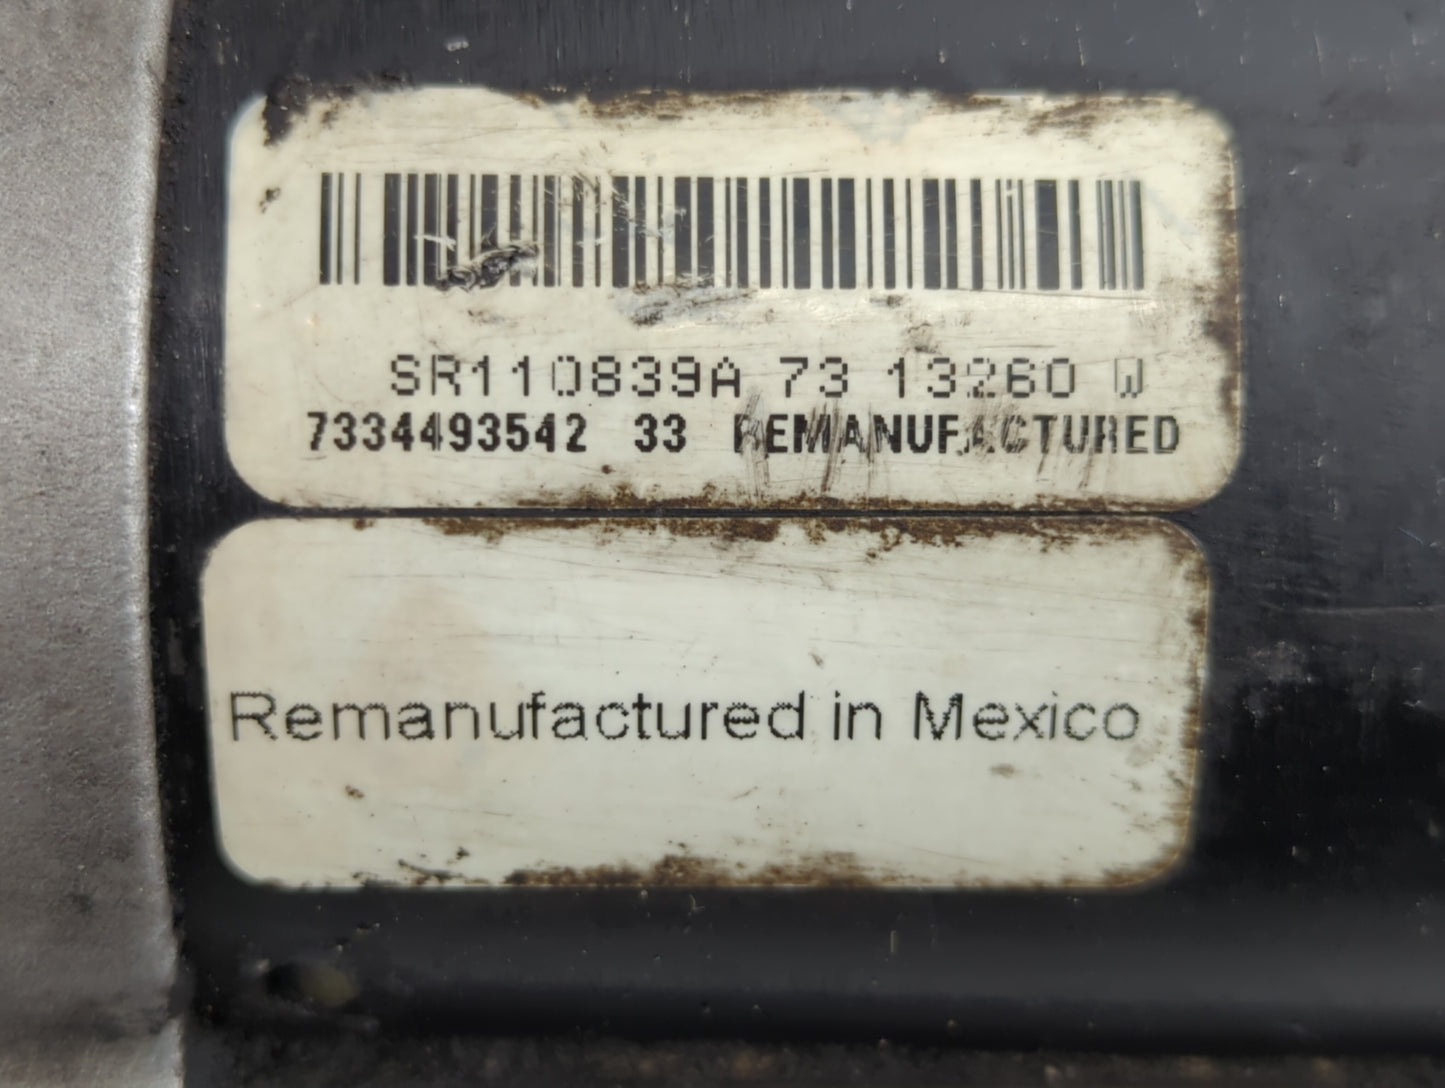 SR110839A 73 13260 W
7334493542 33 REMANUFACTURED
Remanufactured in Mexico